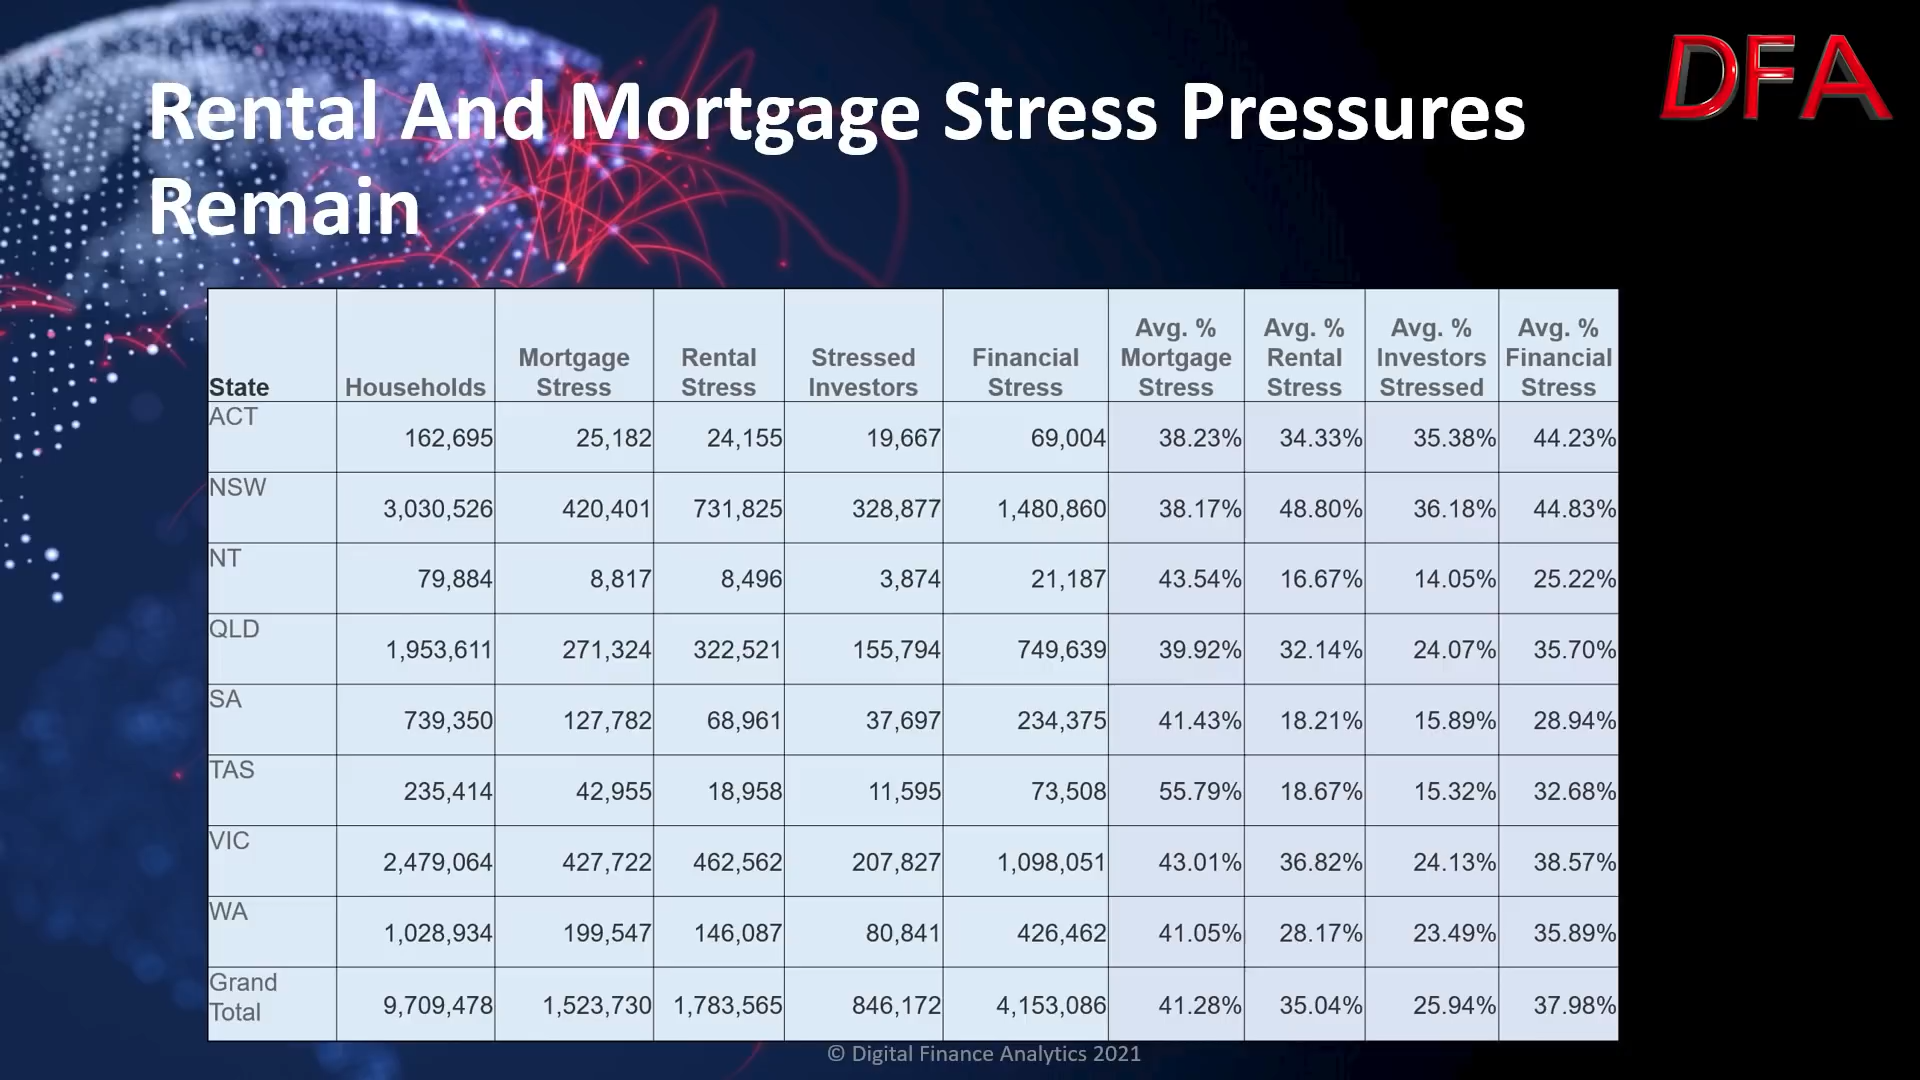 DFA
Rental And Mortgage Stress Pressures
Remain
State Households Mortgage Stress Rental Stress Stressed Investors Financial Stress Avg. % Mortgage Stress Avg. % Rental Stress Avg. % Investors Stressed Avg. % Financial Stress
ACT 162,695 25,182 24,155 19,667 69,004 38.23% 34.33% 35.38% 44.23%
NSW 3,030,526 420,401 731,825 328,877 1,480,860 38.17% 48.80% 36.18% 44.83%
NT 79,884 8,817 8,496 3,874 21,187 43.54% 16.67% 14.05% 25.22%
QLD 1,953,611 271,324 322,521 155,794 749,639 39.92% 32.14% 24.07% 35.70%
SA 739,350 127,782 68,961 37,697 234,375 41.43% 18.21% 15.89% 28.94%
TAS 235,414 42,955 18,958 11,595 73,508 55.79% 18.67% 15.32% 32.68%
VIC 2,479,064 427,722 462,562 207,827 1,098,051 43.01% 36.82% 24.13% 38.57%
WA 1,028,934 199,547 146,087 80,841 426,462 41.05% 28.17% 23.49% 35.89%
Grand Total 9,709,478 1,523,730 1,783,565 846,172 4,153,086 41.28% 35.04% 25.94% 37.98%
© Digital Finance Analytics 2021